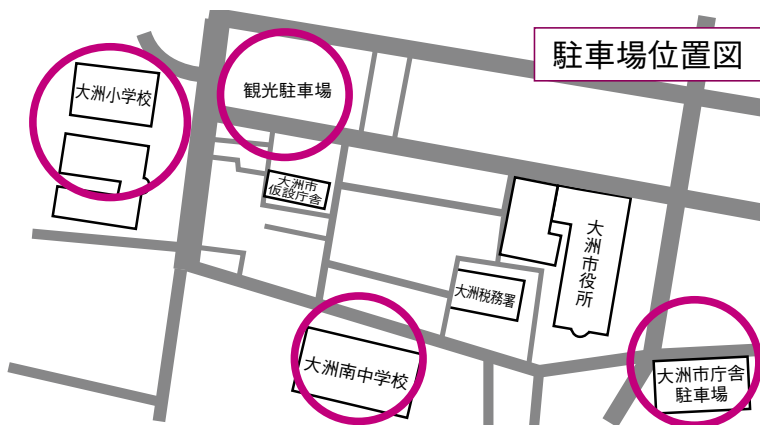 駐車場位置図
大洲小学校
観光駐車場
大洲市
仮設庁舎
大洲市役所
大洲税務署
大洲南中学校
大洲市庁舎
駐車場